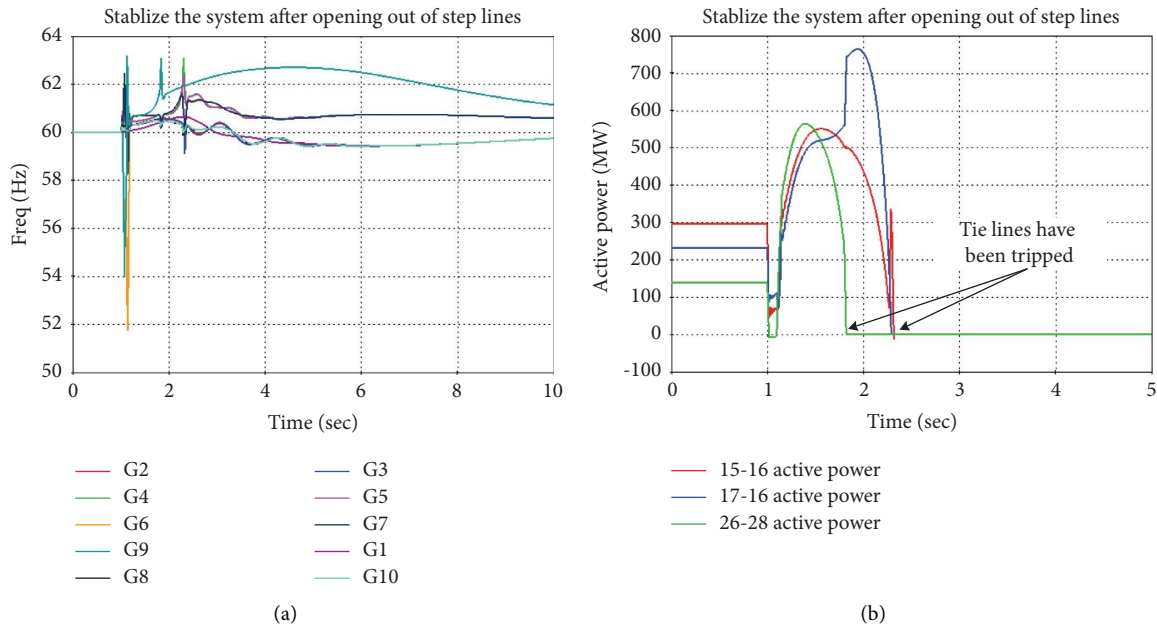 Stablize the system after opening out of step lines
64
62
60
58
56
54
52
50
Freq (Hz)
0
2
4
6
8
10
Time (sec)
G2
G4
G6
G9
G8
G3
G5
G7
G1
G10
(a)
Stablize the system after opening out of step lines
800
700
600
500
400
300
200
100
0
-100
Active power (MW)
Tie lines have
been tripped
0
1
2
3
4
5
Time (sec)
15-16 active power
17-16 active power
26-28 active power
(b)